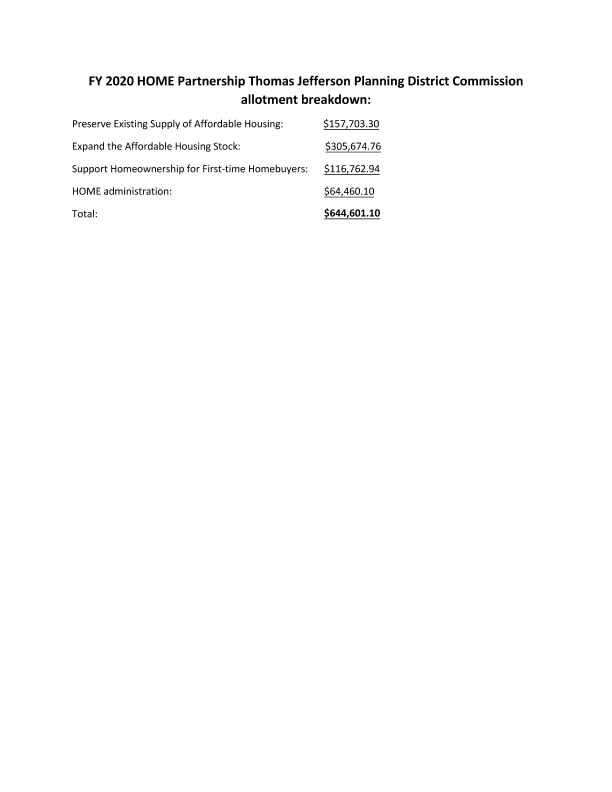 FY 2020 HOME Partnership Thomas Jefferson Planning District Commission
allotment breakdown:
Preserve Existing Supply of Affordable Housing: $157,703.30
Expand the Affordable Housing Stock: $305,674.76
Support Homeownership for First-time Homebuyers: $116,762.94
HOME administration: $64,460.10
Total: $644,601.10